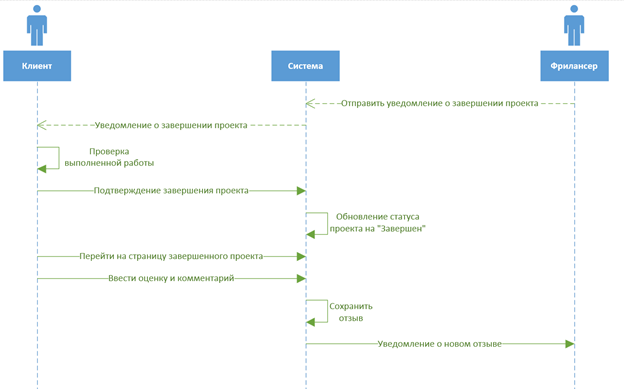 Клиент
Система
Фрилансер
Отправить уведомление о завершении проекта
Уведомление о завершении проекта
Проверка
выполненной работы
Подтверждение завершения проекта
Обновление статуса
проекта на "Завершен"
Перейти на страницу завершенного проекта
Ввести оценку и комментарий
Сохранить
отзыв
Уведомление о новом отзыве